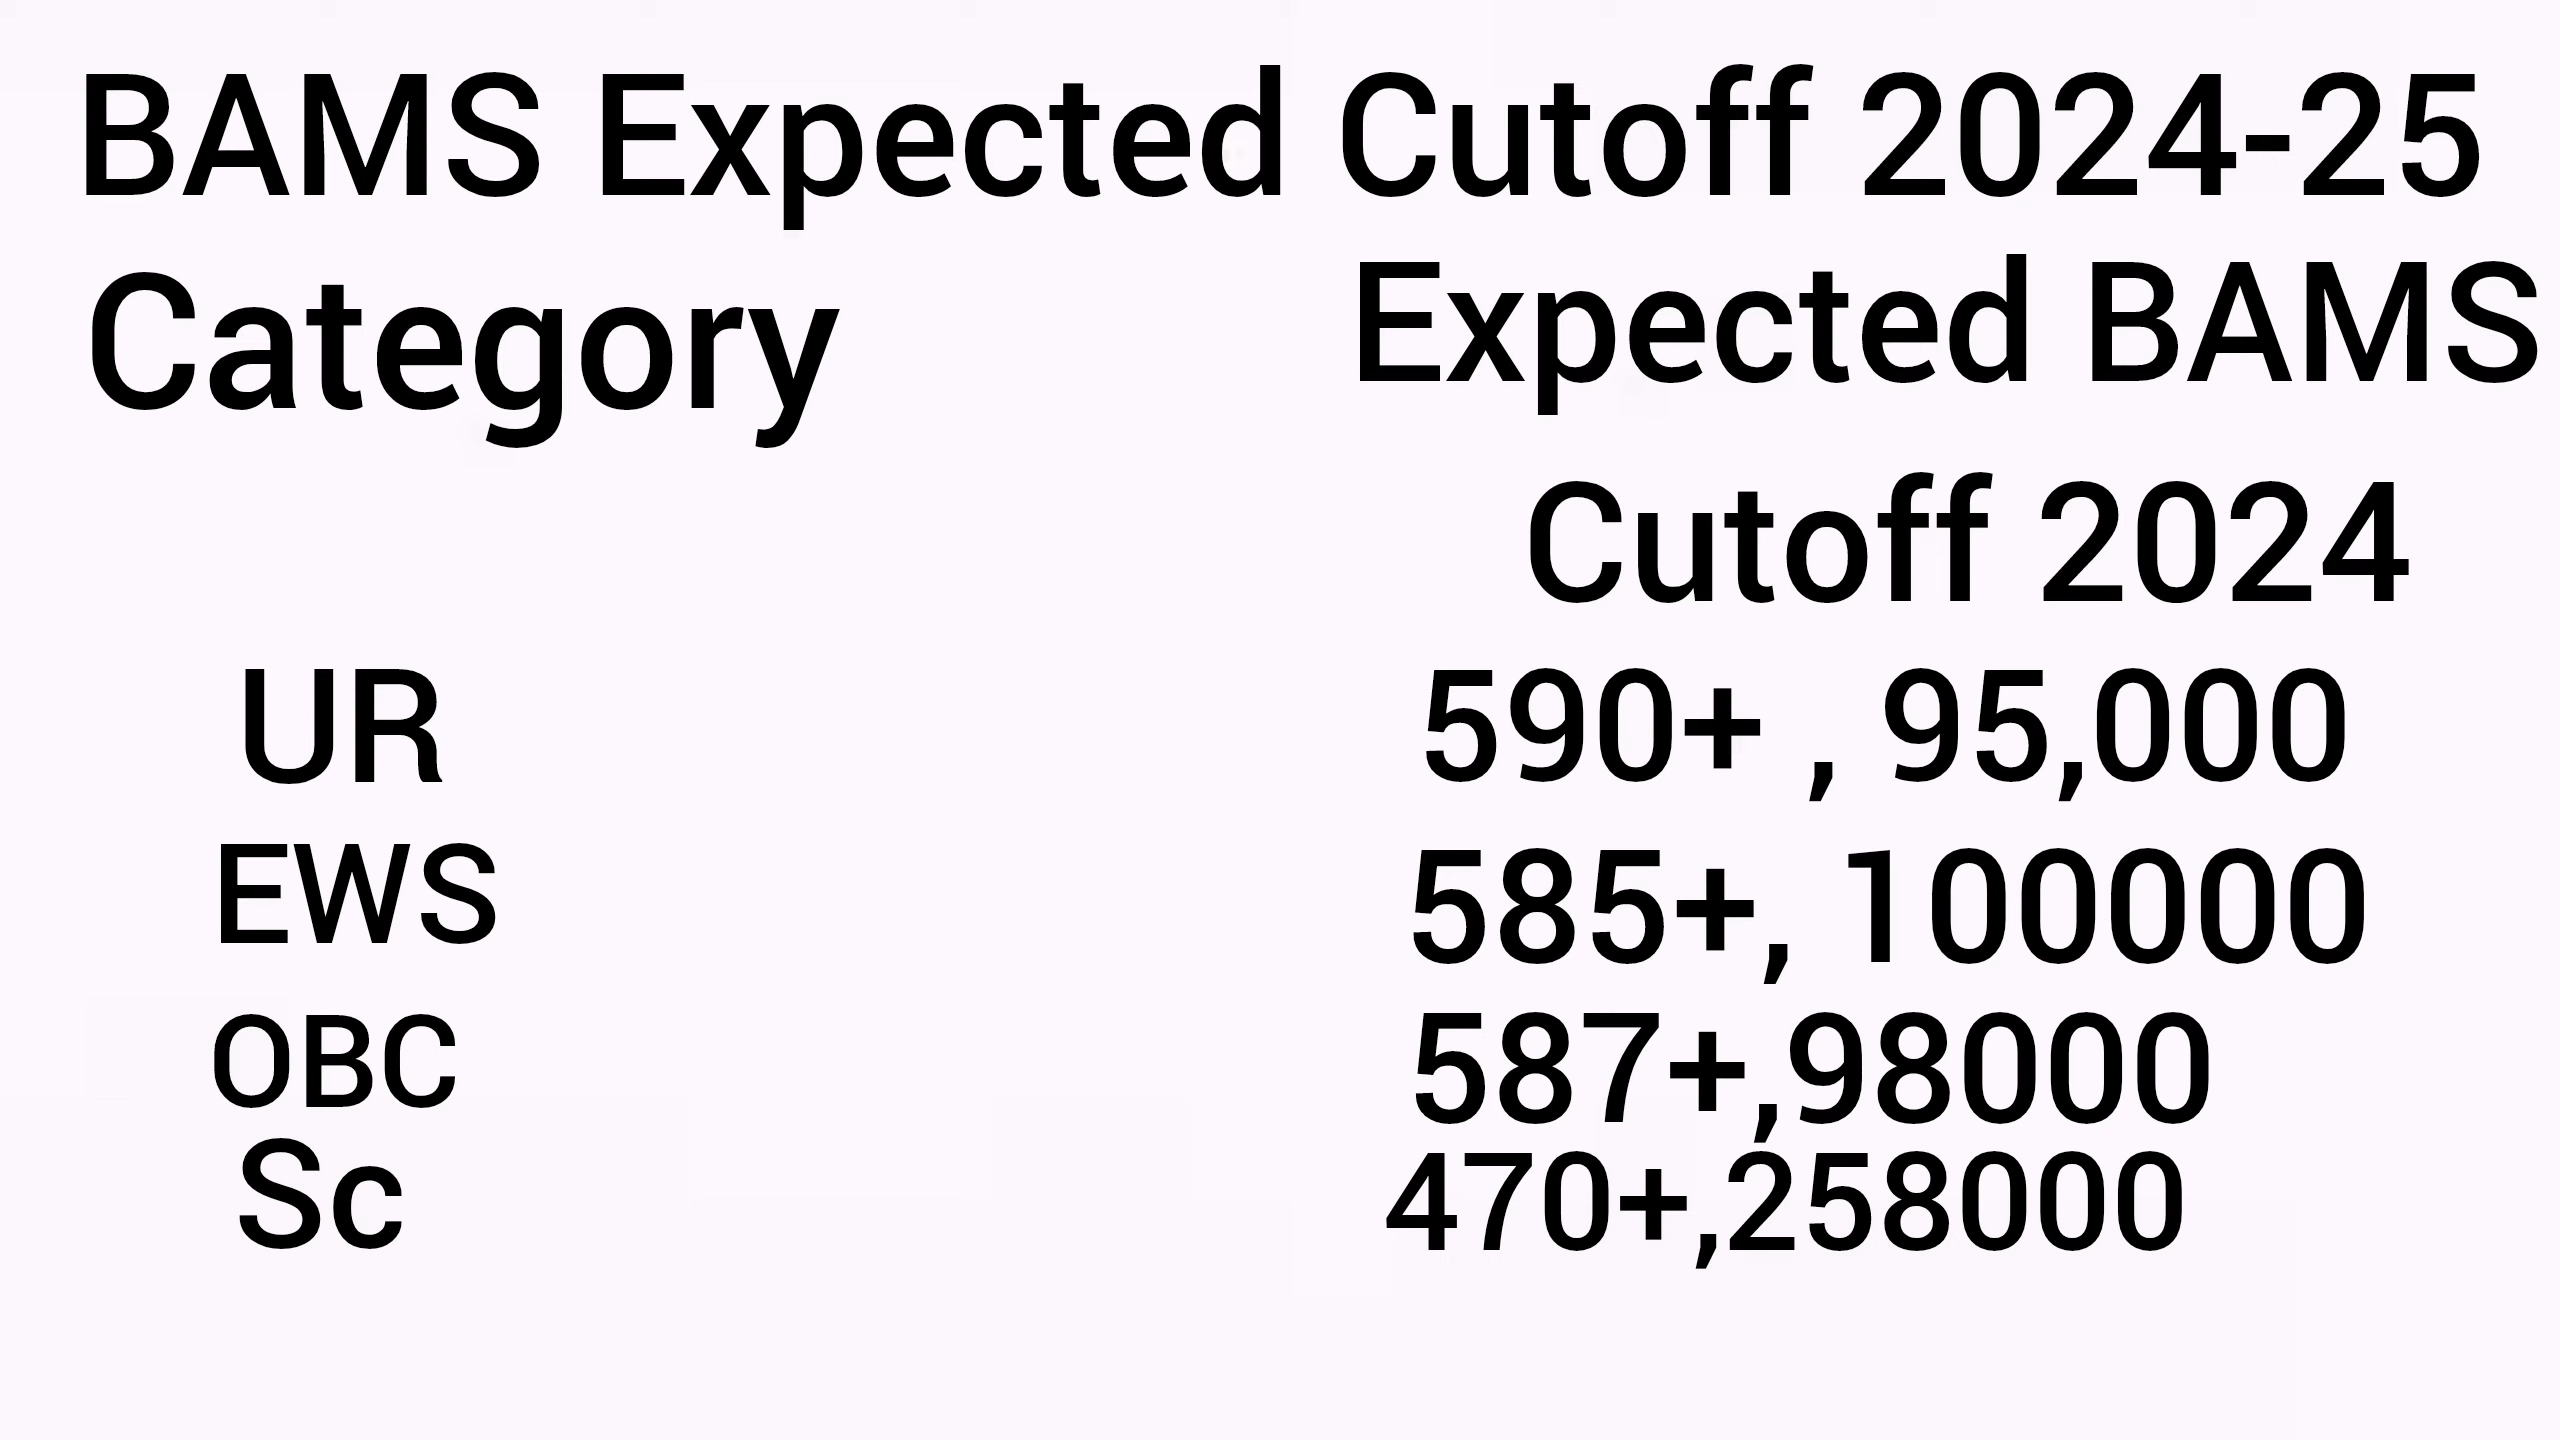 BAMS Expected Cutoff 2024-25
Category Expected BAMS
Cutoff 2024
UR 590+ , 95,000
EWS 585+, 100000
OBC 587+,98000
Sc 470+,258000